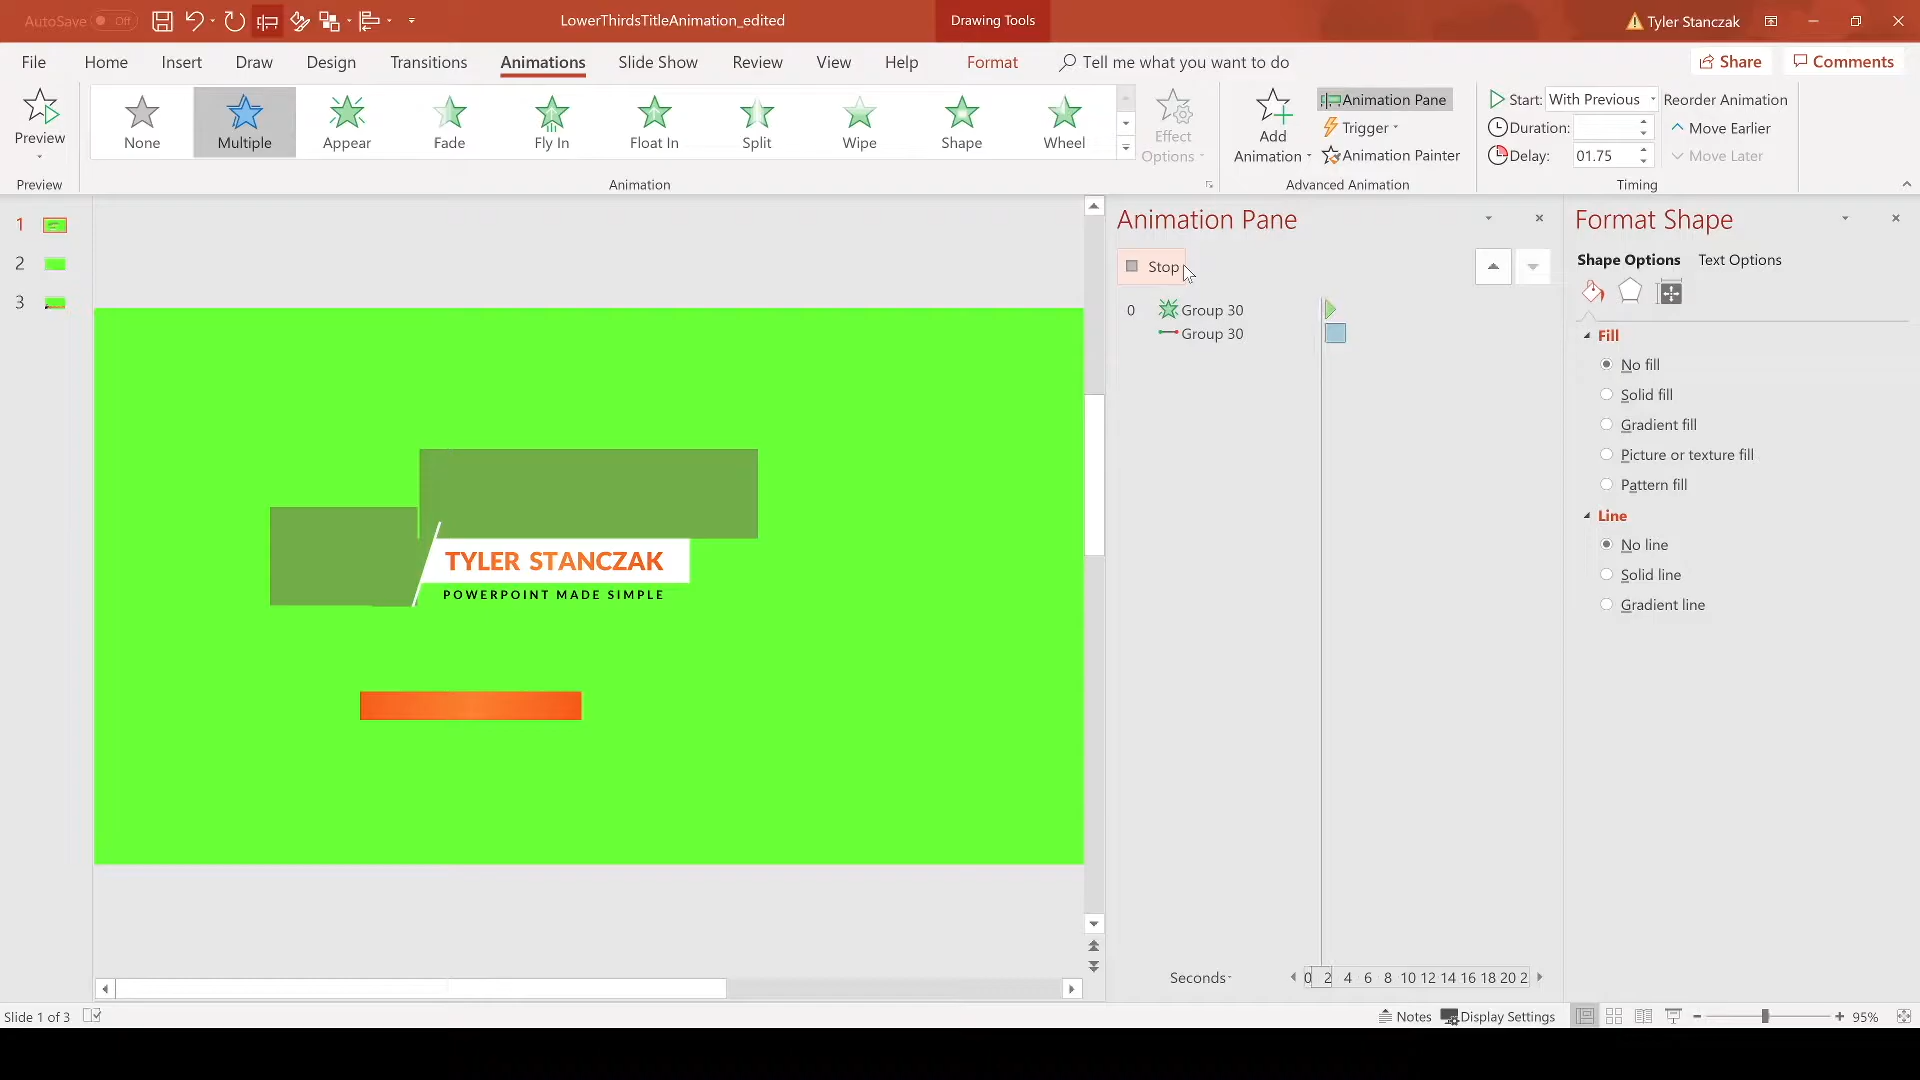 AutoSave Off LowerThirdsTitleAnimation_edited Drawing Tools Tyler Stanczak
File Home Insert Draw Design Transitions Animations Slide Show Review View Help Format Tell me what you want to do Share Comments
Preview
None Multiple Appear Fade Fly In Float In Split Wipe Shape Wheel
Effect Options
Add Animation
Animation Pane
Trigger
Animation Painter
Start: With Previous
Duration:
Delay: 01.75
Reorder Animation
Move Earlier
Move Later
Preview Animation Advanced Animation Timing
1
2
3
TYLER STANCZAK
POWERPOINT MADE SIMPLE
Animation Pane
Stop
0 Group 30
Group 30
Seconds 0 2 4 6 8 10 12 14 16 18 20 2
Format Shape
Shape Options Text Options
Fill
No fill
Solid fill
Gradient fill
Picture or texture fill
Pattern fill
Line
No line
Solid line
Gradient line
Slide 1 of 3 Notes Display Settings 95%